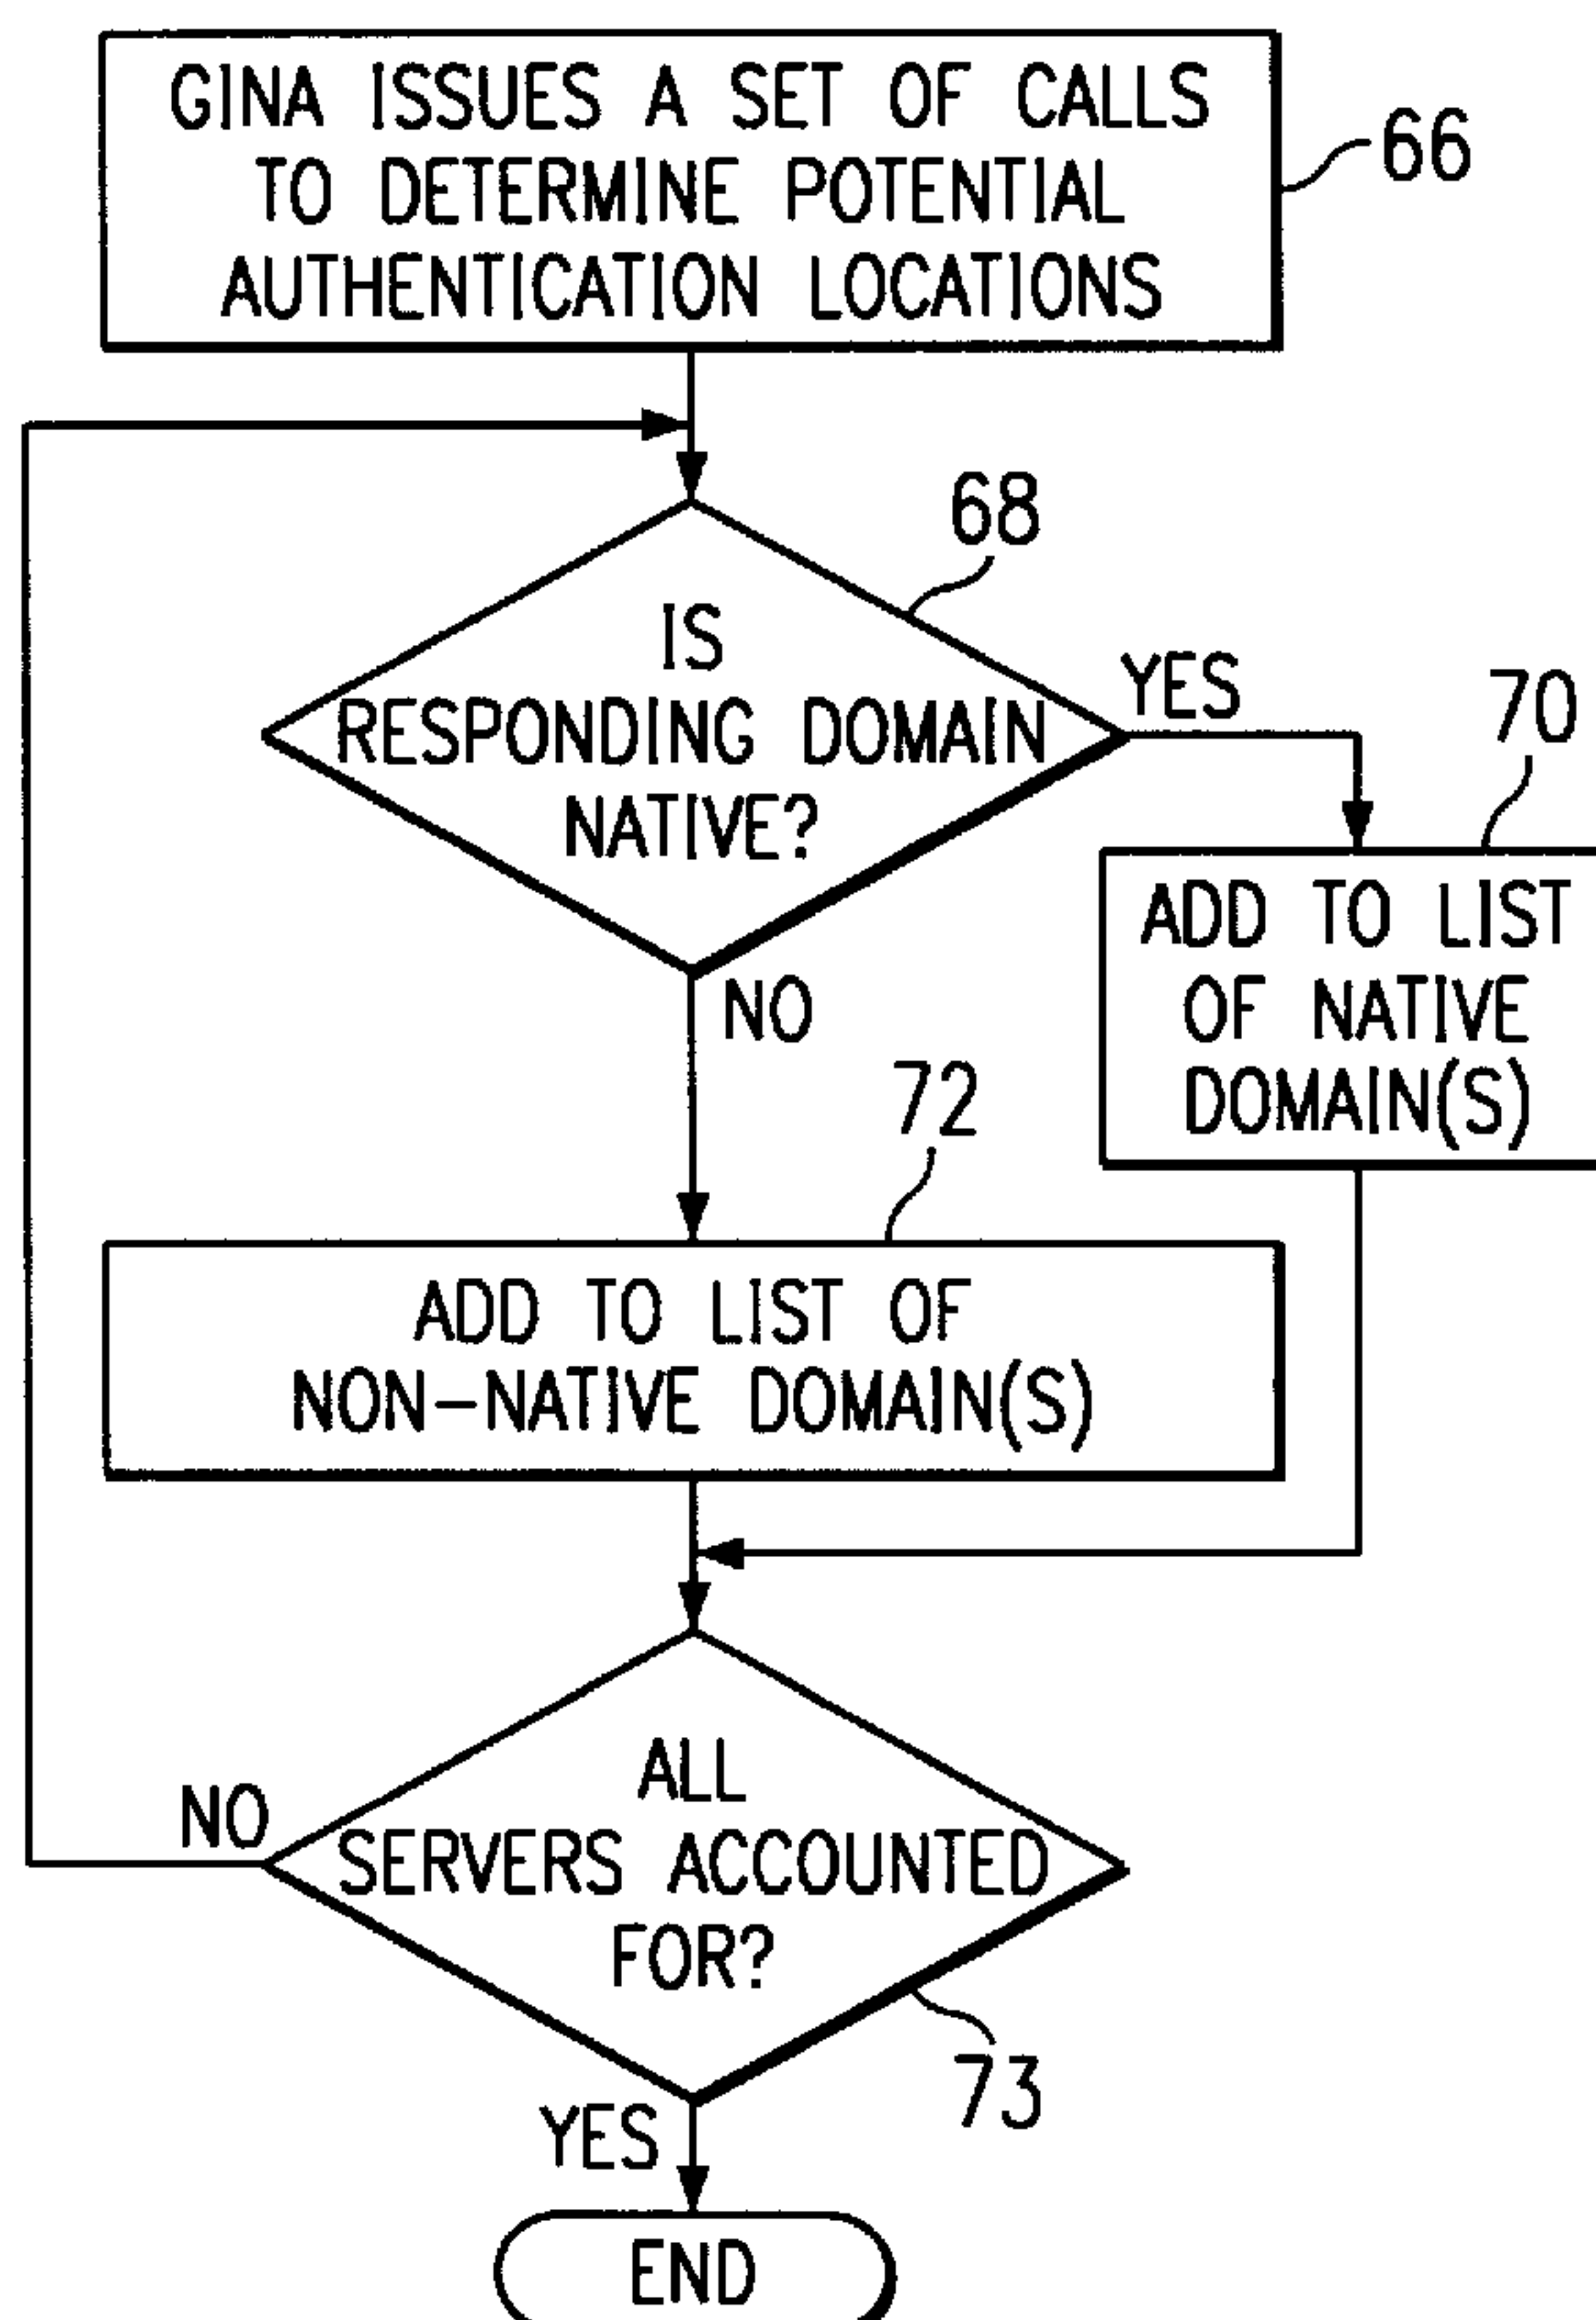 GINA ISSUES A SET OF CALLS
TO DETERMINE POTENTIAL
AUTHENTICATION LOCATIONS
66
68
IS
RESPONDING DOMAIN
NATIVE?
YES
70
ADD TO LIST
OF NATIVE
DOMAIN(S)
NO
72
ADD TO LIST OF
NON-NATIVE DOMAIN(S)
ALL
SERVERS ACCOUNTED
FOR?
NO
73
YES
END